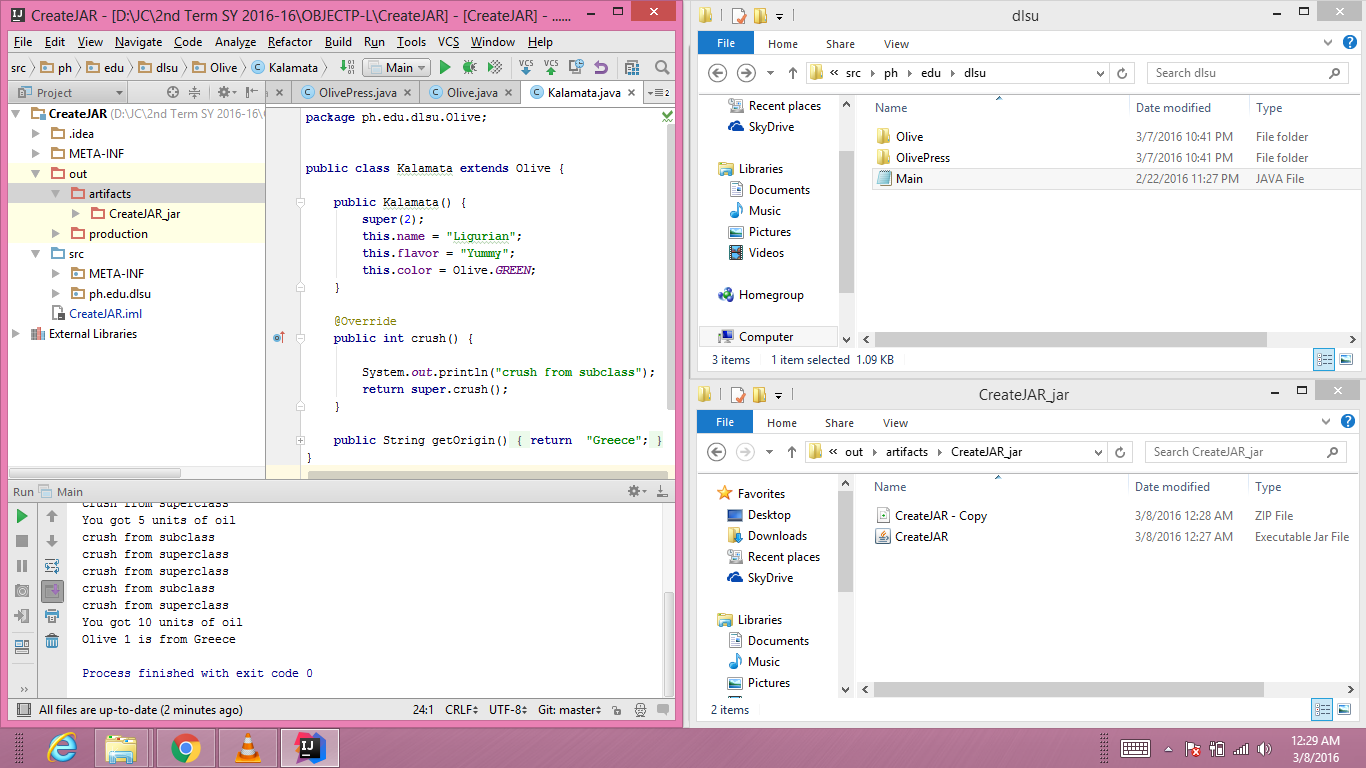 CreateJAR - [D:\JC\2nd Term SY 2016-16\OBJECTP-L\CreateJAR] - [CreateJAR] - ......
File Edit View Navigate Code Analyze Refactor Build Run Tools VCS Window Help
src ph edu dlsu Olive Kalamata Main VCS VCS
Project
OlivePress.java Olive.java Kalamata.java 2
CreateJAR (D:\JC\2nd Term SY 2016-16\
.idea
META-INF
out
artifacts
CreateJAR_jar
production
src
META-INF
ph.edu.dlsu
CreateJAR.iml
External Libraries
package ph.edu.dlsu.Olive;
public class Kalamata extends Olive {
public Kalamata() {
super(2);
this.name = "Ligurian";
this.flavor = "Yummy";
this.color = Olive.GREEN;
}
@Override
public int crush() {
System.out.println("crush from subclass");
return super.crush();
}
public String getOrigin() { return "Greece"; }
}
Run Main
crush from superclass
You got 5 units of oil
crush from subclass
crush from superclass
crush from superclass
crush from subclass
crush from superclass
You got 10 units of oil
Olive 1 is from Greece
Process finished with exit code 0
All files are up-to-date (2 minutes ago) 24:1 CRLF UTF-8 Git: master
dlsu
File Home Share View
« src ph edu dlsu Search dlsu
Recent places
SkyDrive
Libraries
Documents
Music
Pictures
Videos
Homegroup
Computer
Name Date modified Type
Olive 3/7/2016 10:41 PM File folder
OlivePress 3/7/2016 10:41 PM File folder
Main 2/22/2016 11:27 PM JAVA File
3 items 1 item selected 1.09 KB
CreateJAR_jar
File Home Share View
« out artifacts CreateJAR_jar Search CreateJAR_jar
Favorites
Desktop
Downloads
Recent places
SkyDrive
Libraries
Documents
Music
Pictures
Name Date modified Type
CreateJAR - Copy 3/8/2016 12:28 AM ZIP File
CreateJAR 3/8/2016 12:27 AM Executable Jar File
2 items
12:29 AM
3/8/2016